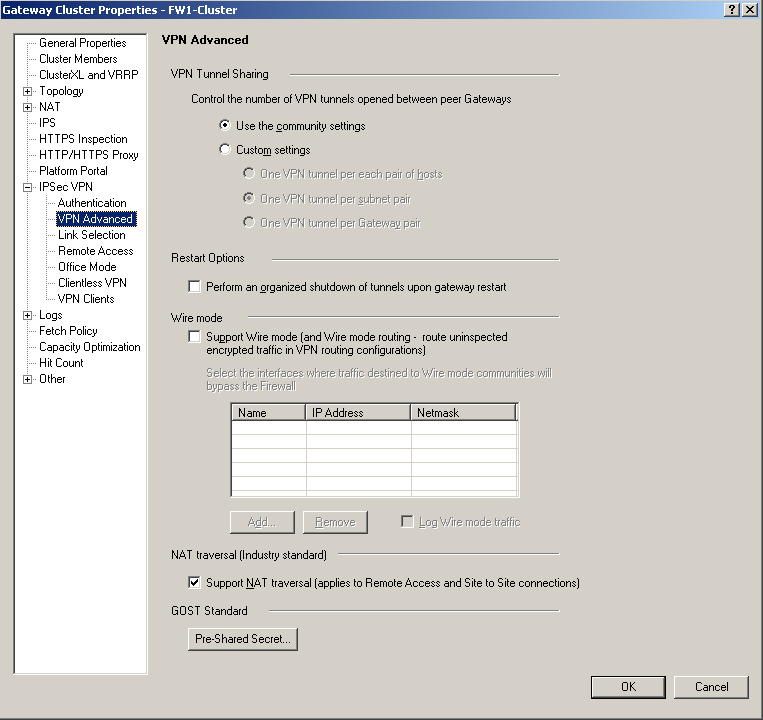 Gateway Cluster Properties - FW1-Cluster
General Properties
Cluster Members
ClusterXL and VRRP
Topology
NAT
IPS
HTTPS Inspection
HTTP/HTTPS Proxy
Platform Portal
IPSec VPN
Authentication
VPN Advanced
Link Selection
Remote Access
Office Mode
Clientless VPN
VPN Clients
Logs
Fetch Policy
Capacity Optimization
Hit Count
Other
VPN Advanced
VPN Tunnel Sharing
Control the number of VPN tunnels opened between peer Gateways
Use the community settings
Custom settings
One VPN tunnel per each pair of hosts
One VPN tunnel per subnet pair
One VPN tunnel per Gateway pair
Restart Options
Perform an organized shutdown of tunnels upon gateway restart
Wire mode
Support Wire mode (and Wire mode routing - route uninspected
encrypted traffic in VPN routing configurations)
Select the interfaces where traffic destined to Wire mode communities will
bypass the Firewall
Name IP Address Netmask
Add... Remove Log Wire mode traffic
NAT traversal (Industry standard)
Support NAT traversal (applies to Remote Access and Site to Site connections)
GOST Standard
Pre-Shared Secret...
OK Cancel